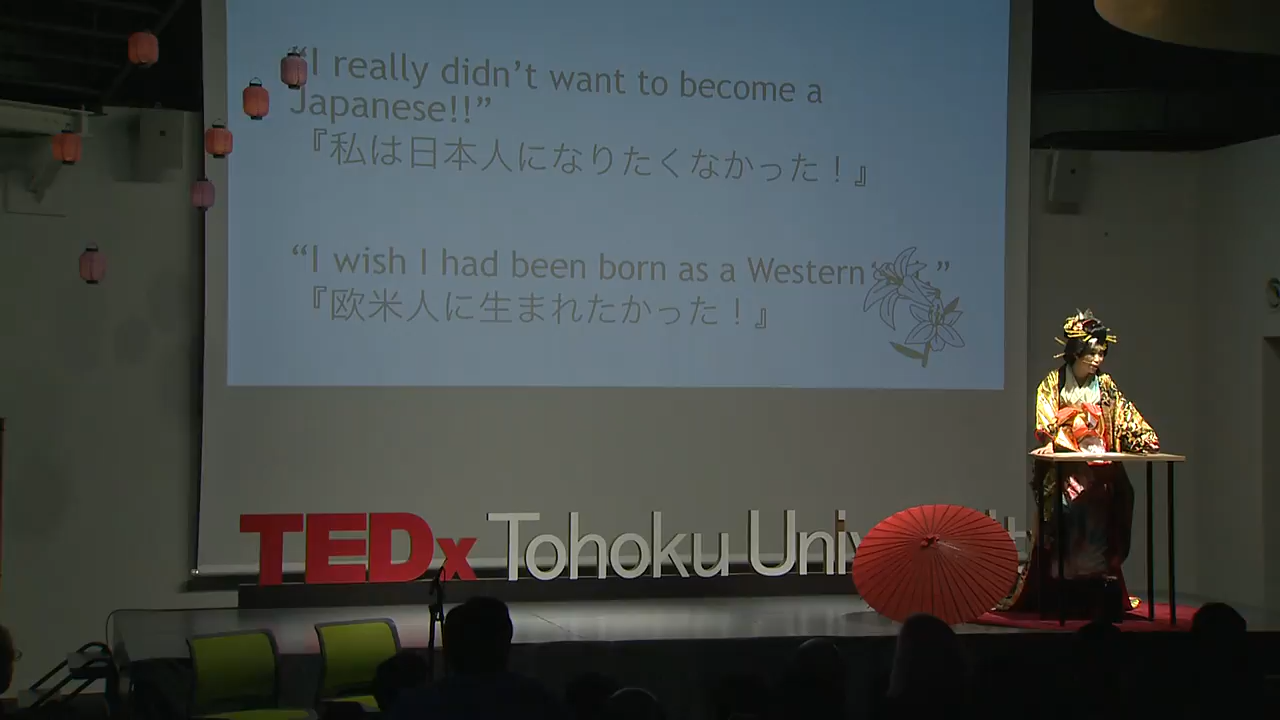 “I really didn’t want to become a
Japanese!!”
『私は日本人になりたくなかった！』
“I wish I had been born as a Western ”
『欧米人に生まれたかった！』
TEDx Tohoku